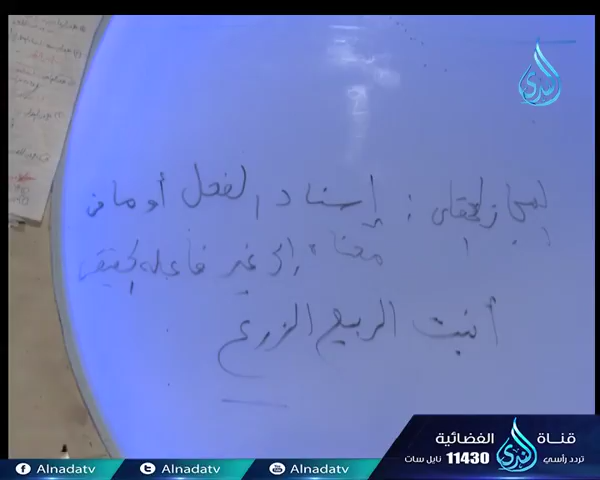 الندى
المجاز العقلي : إسناد الفعل أو ما في
معناه إلى غير فاعله الحقيقي
أنبت الربيع الزرع
قناة الندى الفضائية
تردد رأسي 11430 نايل سات
Alnadatv Alnadatv Alnadatv